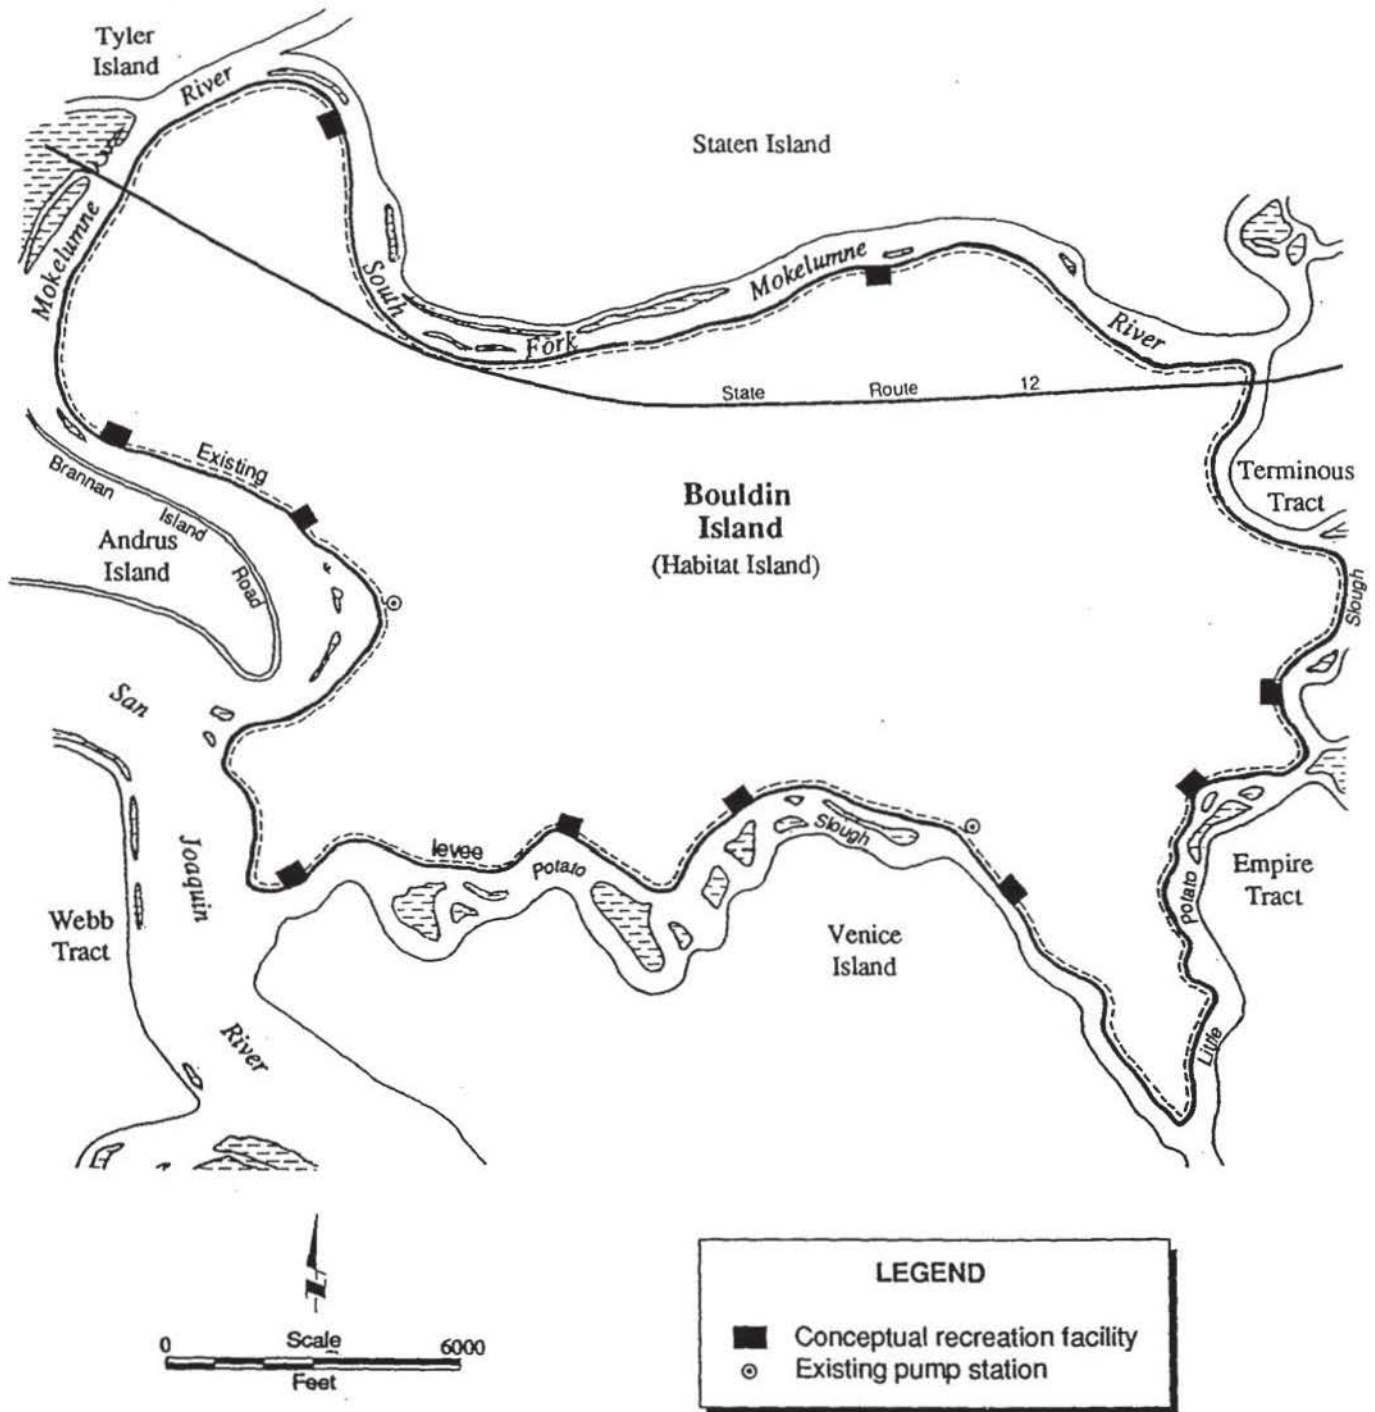 Tyler
Island
River
Staten Island
Mokelumne
South
Fork
Mokelumne
River
State Route 12
Existing
Brannan Island Road
Andrus
Island
Bouldin
Island
(Habitat Island)
Terminous
Tract
Slough
San
Joaquin
River
levee
Potato
Slough
Webb
Tract
Venice
Island
Empire
Tract
Potato
Little
N
0 Scale 6000
Feet
LEGEND
Conceptual recreation facility
Existing pump station